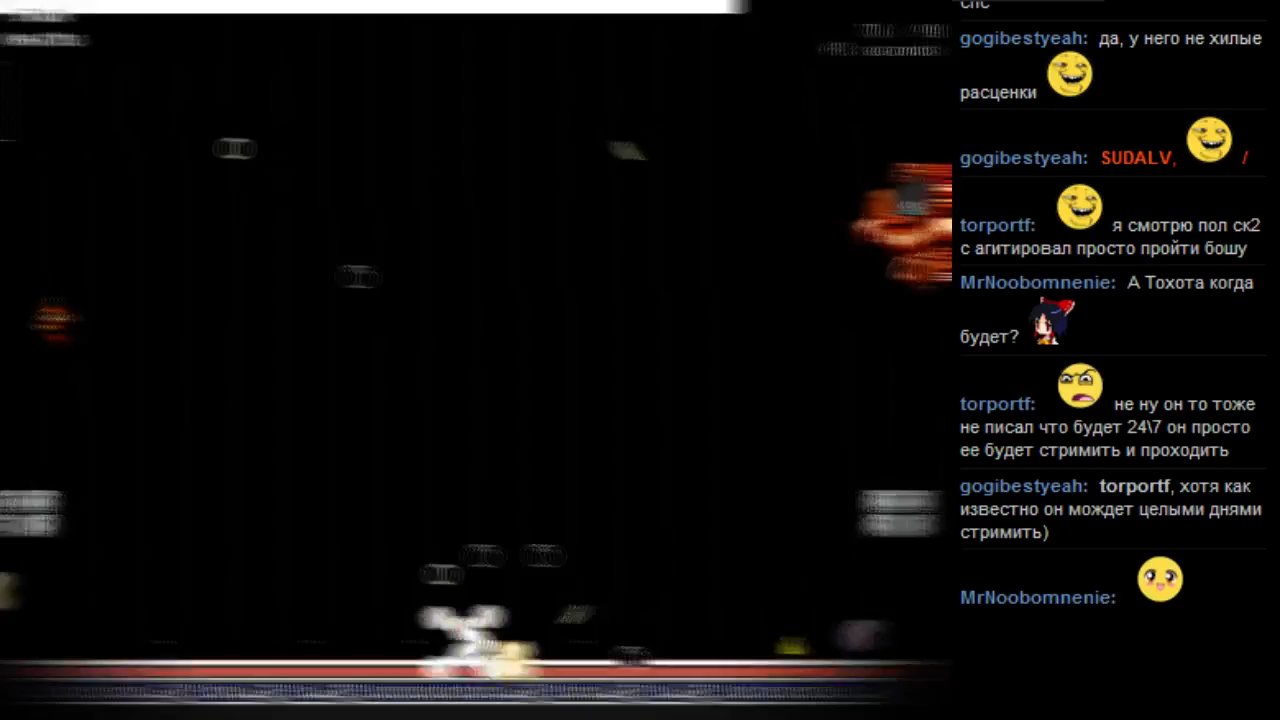 спс
gogibestyeah: да, у него не хилые
расценки
gogibestyeah: SUDALV, /
torportf: я смотрю пол ск2
с агитировал просто пройти бошу
MrNoobomnenie: А Тохота когда
будет?
torportf: не ну он то тоже
не писал что будет 24\7 он просто
ее будет стримить и проходить
gogibestyeah: torportf, хотя как
известно он мождет целыми днями
стримить)
MrNoobomnenie: